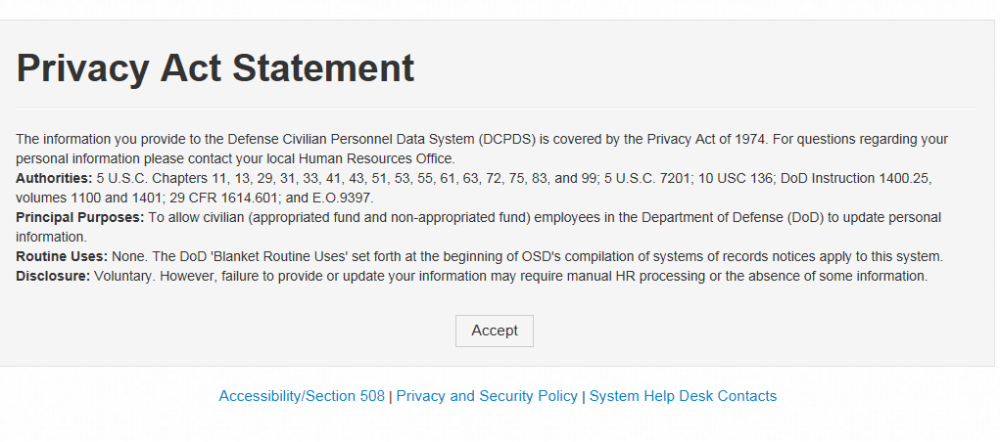 Privacy Act Statement
The information you provide to the Defense Civilian Personnel Data System (DCPDS) is covered by the Privacy Act of 1974. For questions regarding your
personal information please contact your local Human Resources Office.
Authorities: 5 U.S.C. Chapters 11, 13, 29, 31, 33, 41, 43, 51, 53, 55, 61, 63, 72, 75, 83, and 99; 5 U.S.C. 7201; 10 USC 136; DoD Instruction 1400.25,
volumes 1100 and 1401; 29 CFR 1614.601; and E.O.9397.
Principal Purposes: To allow civilian (appropriated fund and non-appropriated fund) employees in the Department of Defense (DoD) to update personal
information.
Routine Uses: None. The DoD 'Blanket Routine Uses' set forth at the beginning of OSD's compilation of systems of records notices apply to this system.
Disclosure: Voluntary. However, failure to provide or update your information may require manual HR processing or the absence of some information.
Accept
Accessibility/Section 508 | Privacy and Security Policy | System Help Desk Contacts